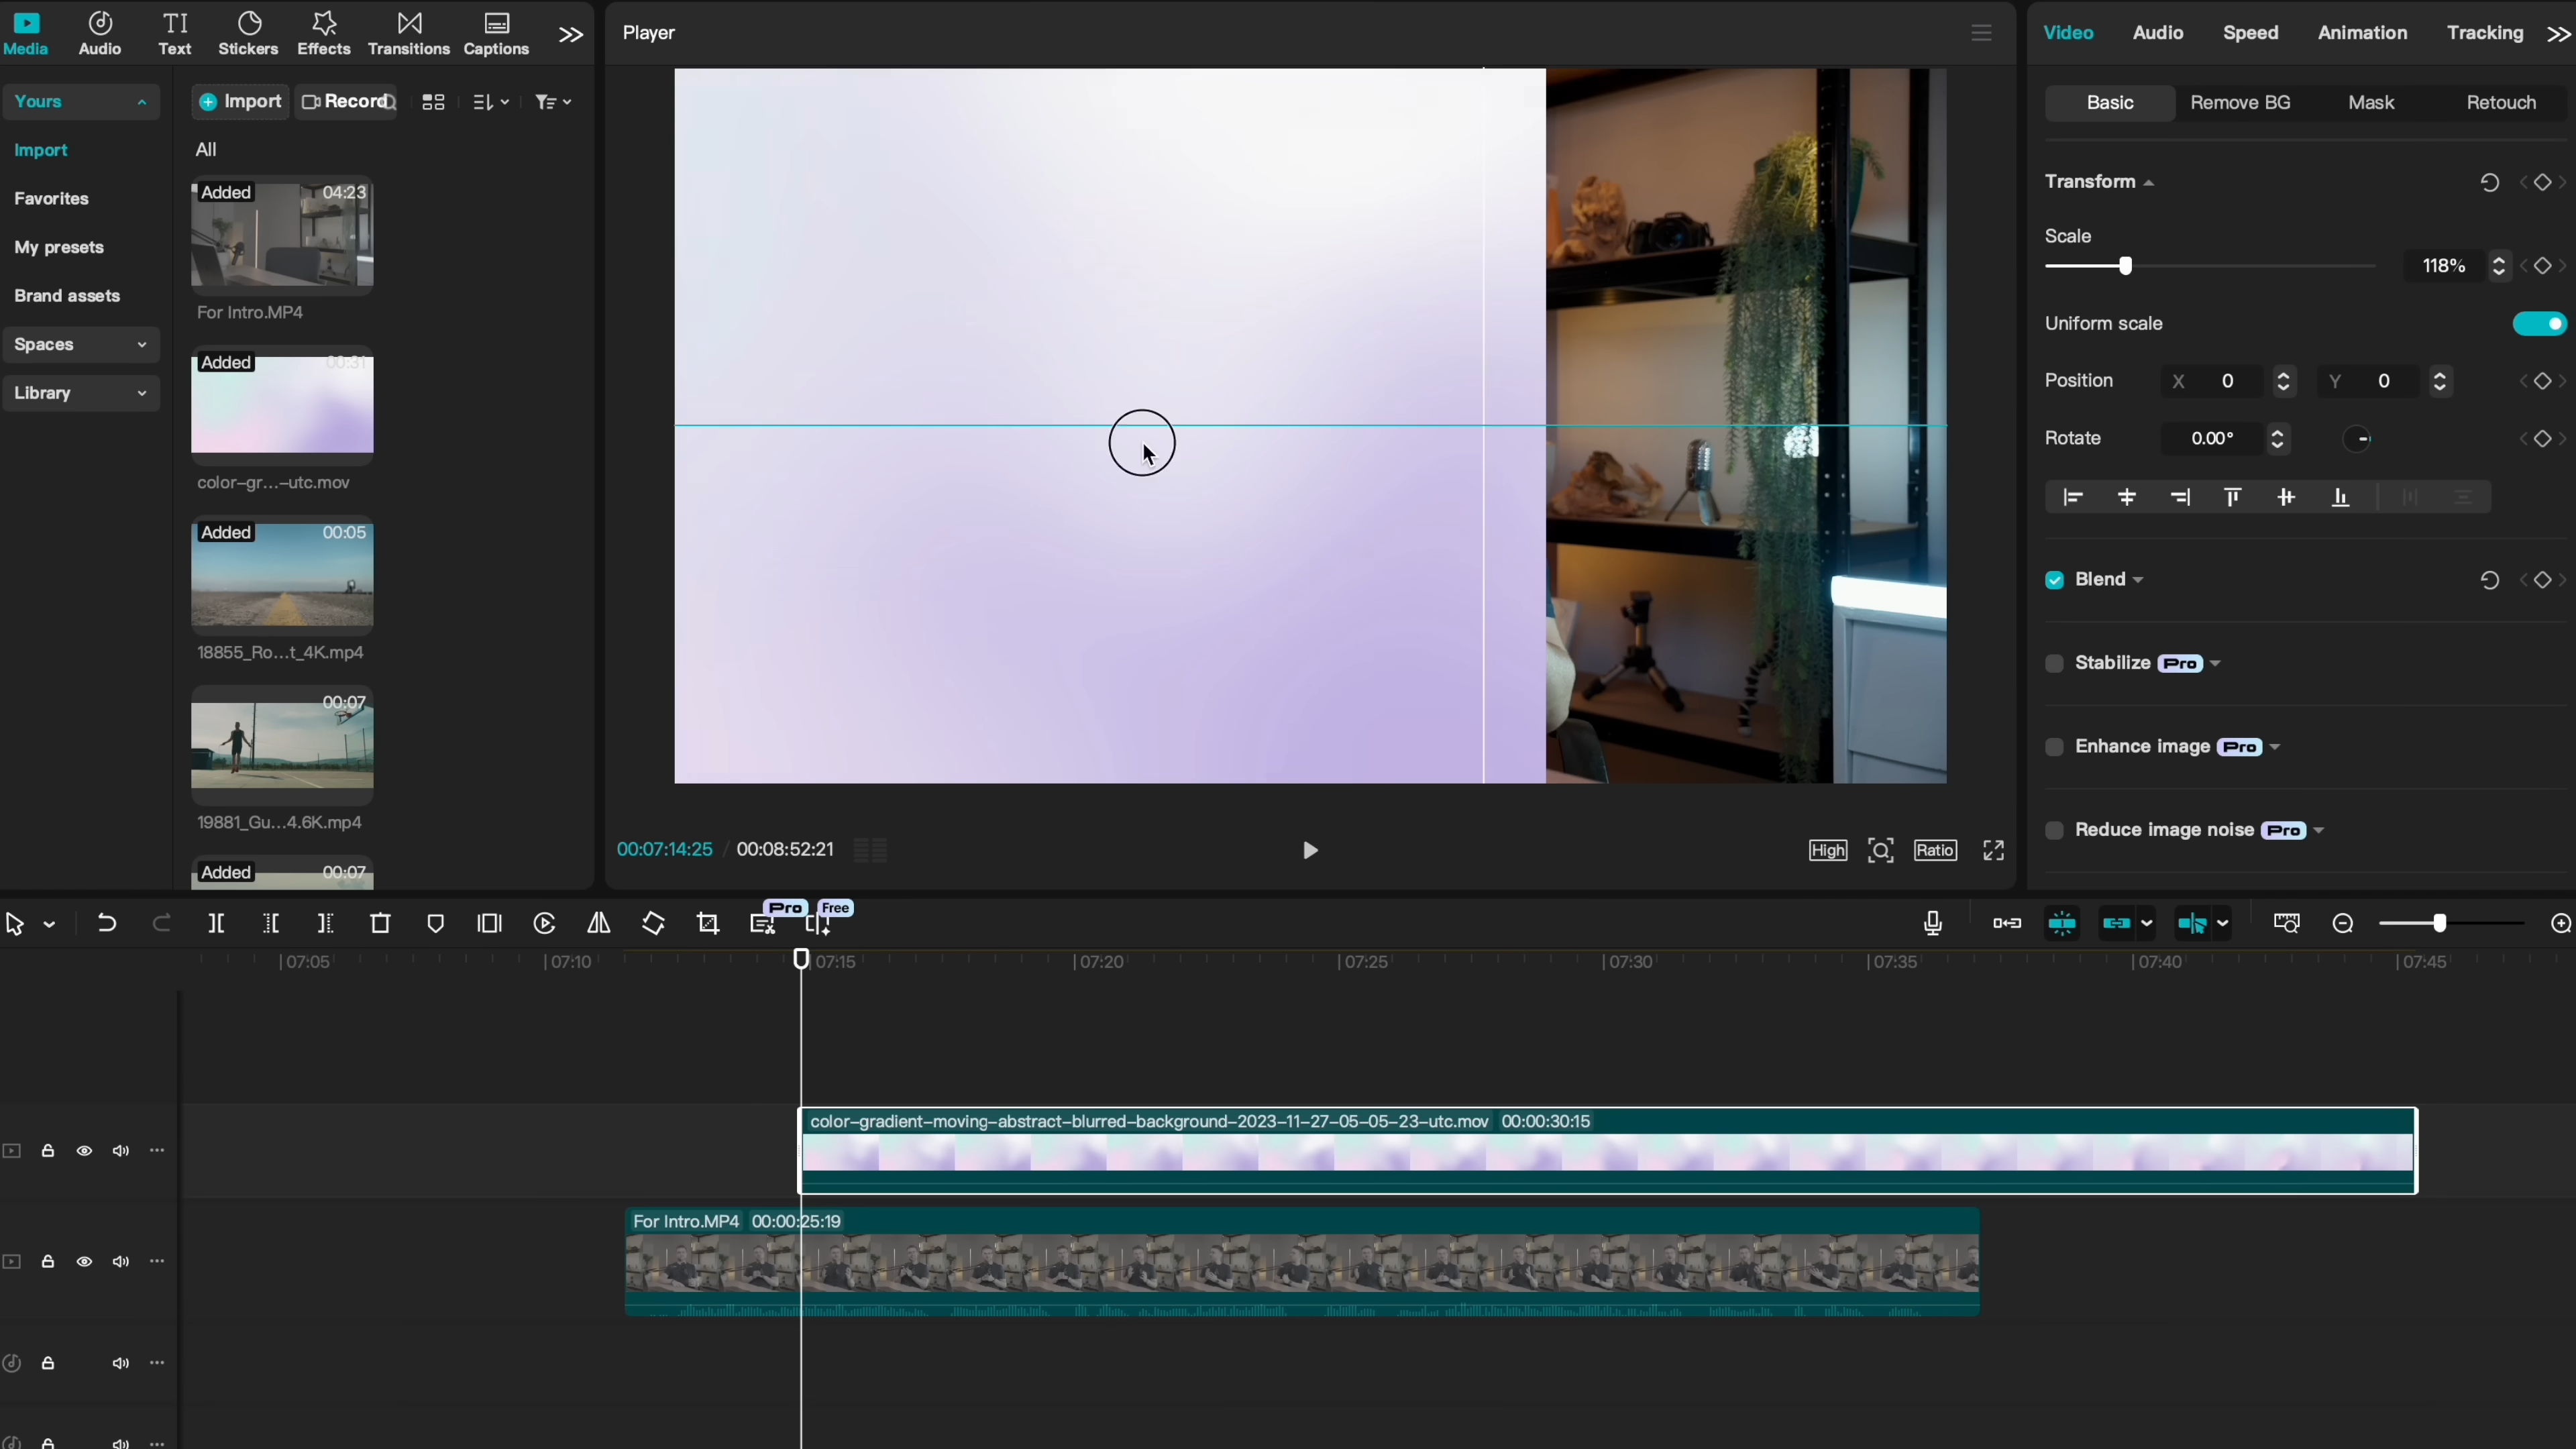 Media Audio Text Stickers Effects Transitions Captions
Yours
Import
Favorites
My presets
Brand assets
Spaces
Library
Import Record
All
Added 04:23
For Intro.MP4
Added 00:31
color-gr...-utc.mov
Added 00:05
18855_Ro...t_4K.mp4
00:07
19881_Gu...4.6K.mp4
Added 00:07
Player
00:07:14:25 / 00:08:52:21
High Ratio
Video Audio Speed Animation Tracking
Basic Remove BG Mask Retouch
Transform
Scale
118%
Uniform scale
Position X 0 Y 0
Rotate 0.00°
Blend
Stabilize Pro
Enhance image Pro
Reduce image noise Pro
Pro Free
07:05 07:10 07:15 07:20 07:25 07:30 07:35 07:40 07:45
color-gradient-moving-abstract-blurred-background-2023-11-27-05-05-23-utc.mov 00:00:30:15
For Intro.MP4 00:00:25:19